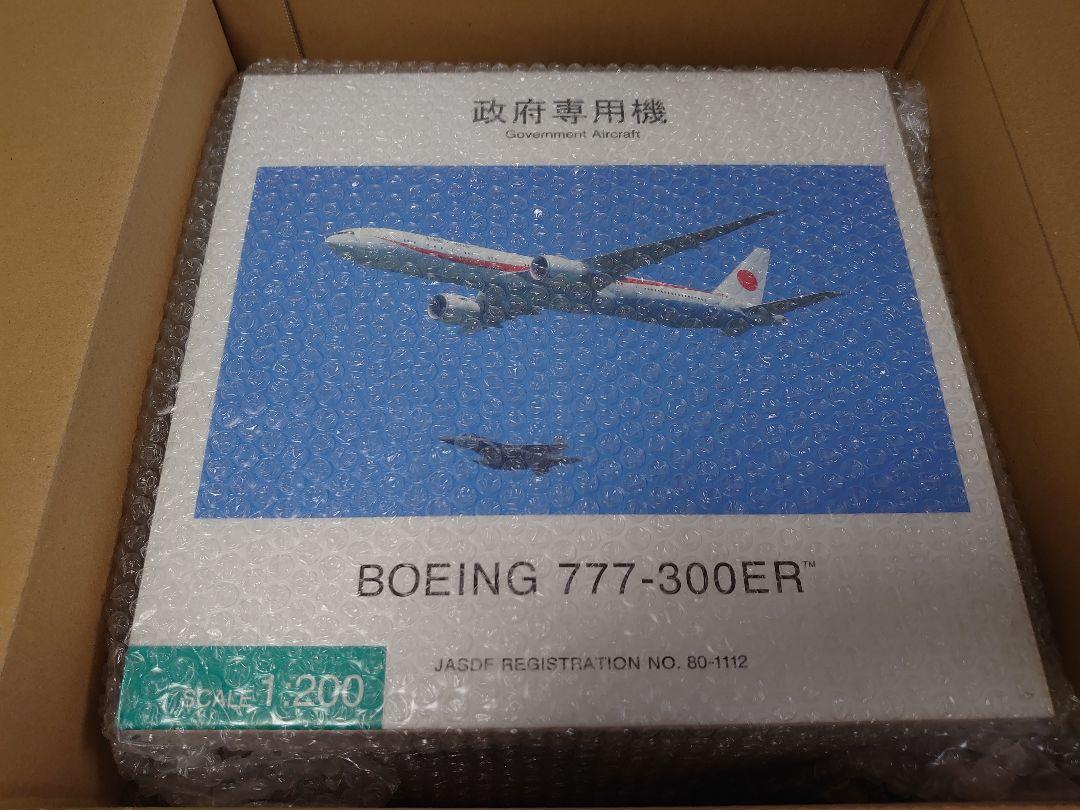 政府専用機
Government Aircraft
BOEING 777-300ER™
JASDF REGISTRATION NO. 80-1112
SCALE 1:200